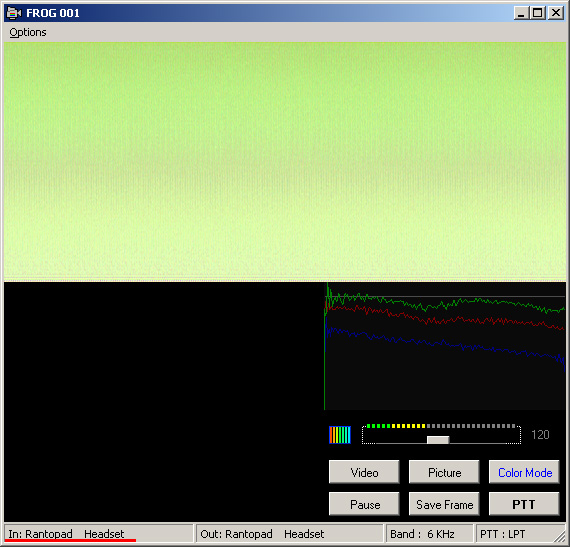 FROG 001
Options
120
Video Picture Color Mode
Pause Save Frame PTT
In: Rantopad Headset Out: Rantopad Headset Band : 6 KHz PTT : LPT